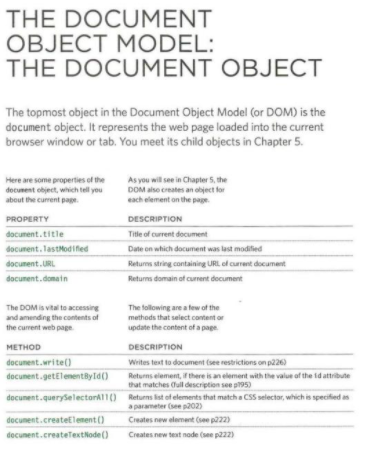 THE DOCUMENT
OBJECT MODEL:
THE DOCUMENT OBJECT
The topmost object in the Document Object Model (or DOM) is the
document object. It represents the web page loaded into the current
browser window or tab. You meet its child objects in Chapter 5.
Here are some properties of the
document object, which tell you
about the current page.
As you will see in Chapter 5, the
DOM also creates an object for
each element on the page.
PROPERTY DESCRIPTION
document.title Title of current document
document.lastModified Date on which document was last modified
document.URL Returns string containing URL of current document
document.domain Returns domain of current document
The DOM is vital to accessing
and amending the contents of
the current web page.
The following are a few of the
methods that select content or
update the content of a page.
METHOD DESCRIPTION
document.write() Writes text to document (see restrictions on p226)
document.getElementById() Returns element, if there is an element with the value of the id attribute
that matches (full description see p195)
document.querySelectorAll() Returns list of elements that match a CSS selector, which is specified as
a parameter (see p202)
document.createElement() Creates new element (see p222)
document.createTextNode() Creates new text node (see p222)